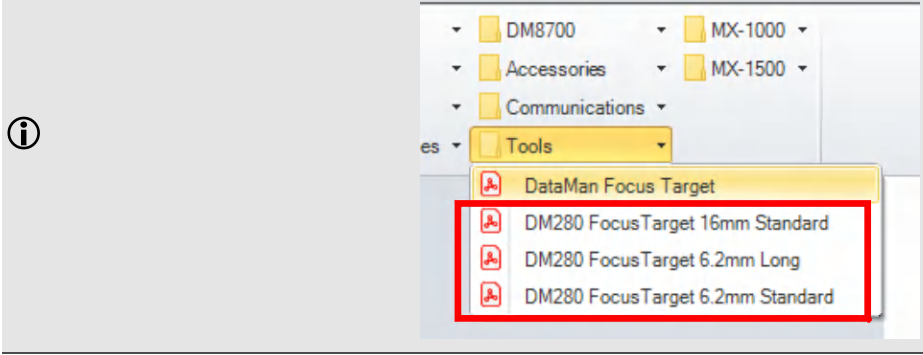 DM8700 MX-1000
Accessories MX-1500
Communications
es Tools
DataMan Focus Target
DM280 FocusTarget 16mm Standard
DM280 FocusTarget 6.2mm Long
DM280 FocusTarget 6.2mm Standard